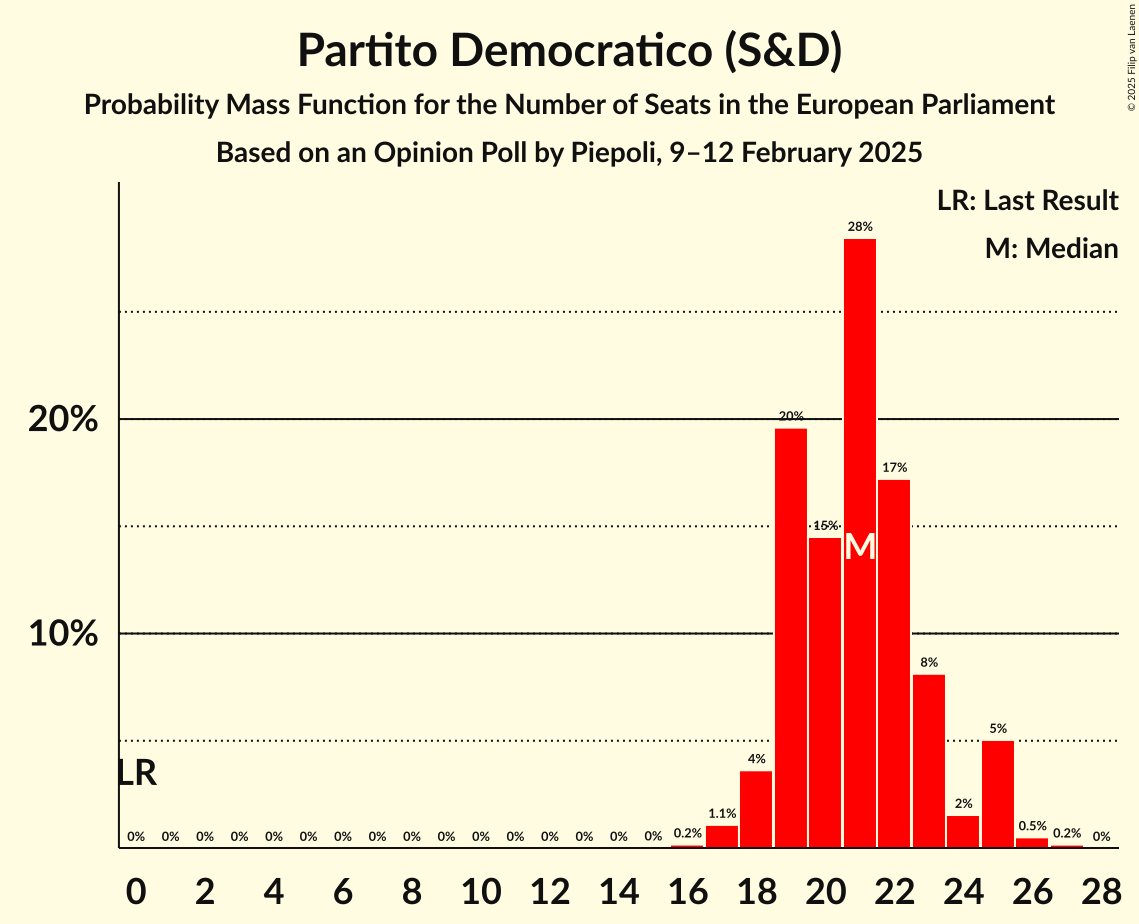 Partito Democratico (S&D)
Probability Mass Function for the Number of Seats in the European Parliament
Based on an Opinion Poll by Piepoli, 9–12 February 2025
© 2025 Filip van Laenen
LR: Last Result
M: Median
28%
20%
20%
17%
15%
M
10%
8%
5%
4%
LR
2%
1.1%
0% 0% 0% 0% 0% 0% 0% 0% 0% 0% 0% 0% 0% 0% 0% 0% 0.2% 0.5% 0.2% 0%
0 2 4 6 8 10 12 14 16 18 20 22 24 26 28